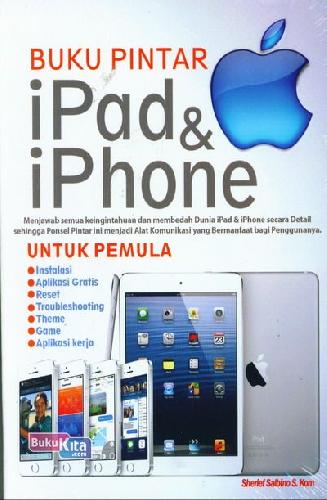 BUKU PINTAR
iPad &
iPhone
Menjawab semua keingintahuan dan membedah Dunia iPad & iPhone secara Detail
sehingga Ponsel Pintar ini menjadi Alat Komunikasi yang Bermanfaat bagi Penggunanya.
UNTUK PEMULA
Instalasi
Aplikasi Gratis
Reset
Troubleshooting
Theme
Game
Aplikasi kerja
BukuKita.com
iPad
Sherief Salbino S. Kom